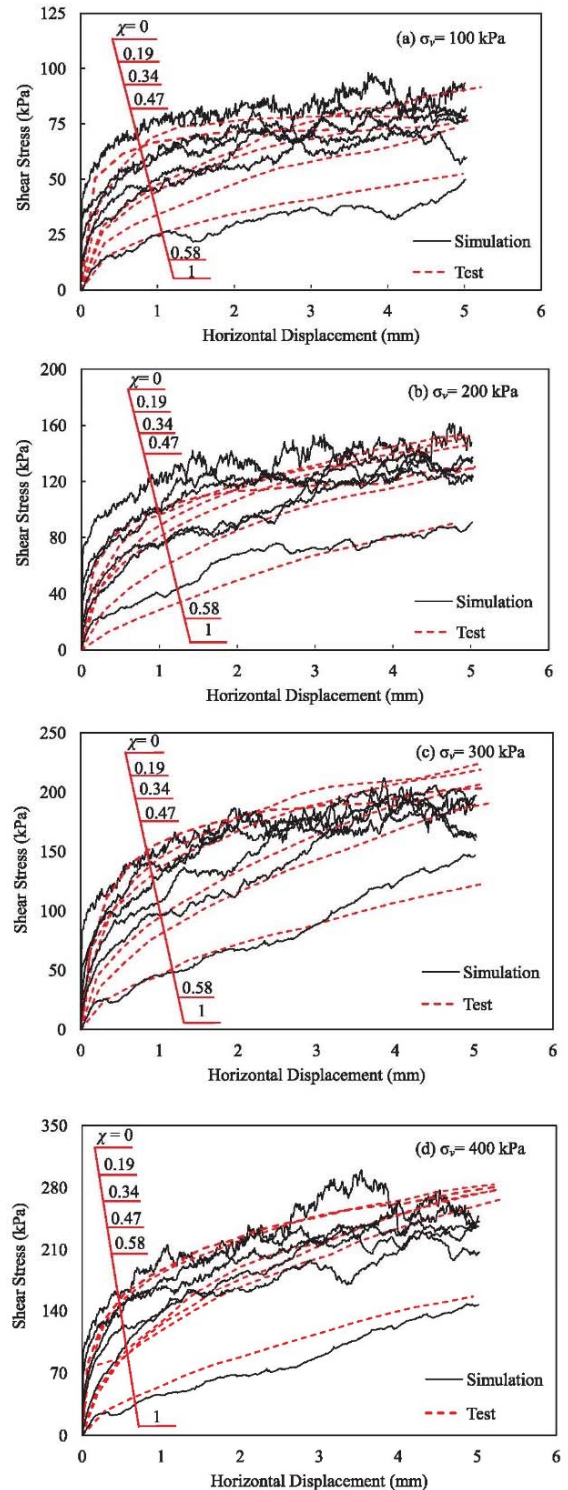 125
χ= 0
(a) σᵥ= 100 kPa
0.19
100
0.34
0.47
75
Shear Stress (kPa)
50
25
Simulation
0.58
1
Test
0
0 1 2 3 4 5 6
Horizontal Displacement (mm)
200
χ= 0
(b) σᵥ= 200 kPa
0.19
160
0.34
0.47
120
Shear Stress (kPa)
80
40
0.58
Simulation
1
Test
0
0 1 2 3 4 5 6
Horizontal Displacement (mm)
250
χ= 0
(c) σᵥ= 300 kPa
0.19
200
0.34
0.47
150
Shear Stress (kPa)
100
50
Simulation
0.58
1
Test
0
0 1 2 3 4 5 6
Horizontal Displacement (mm)
350
χ = 0
(d) σᵥ= 400 kPa
0.19
280
0.34
0.47
0.58
210
Shear Stress (kPa)
140
70
Simulation
1
Test
0
0 1 2 3 4 5 6
Horizontal Displacement (mm)